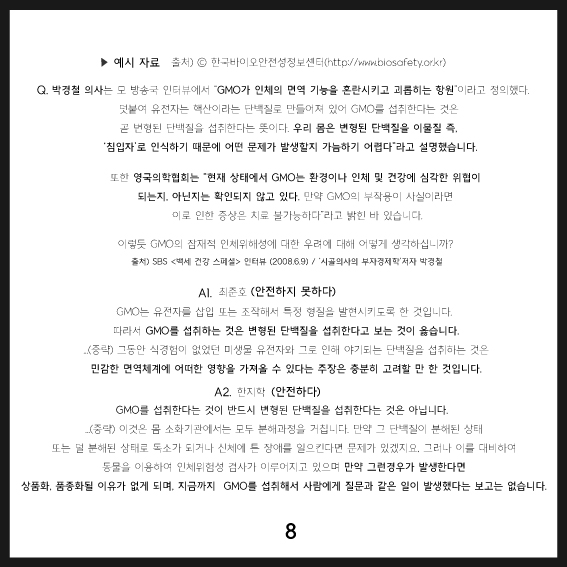 ▶ 예시 자료 출처) ⓒ 한국바이오안전성정보센터(http://www.biosafety.or.kr)
Q. 박경철 의사는 모 방송국 인터뷰에서 “GMO가 인체의 면역 기능을 혼란시키고 괴롭히는 항원”이라고 정의했다.
덧붙여 유전자는 핵산이라는 단백질로 만들어져 있어 GMO를 섭취한다는 것은
곧 변형된 단백질을 섭취한다는 뜻이다. 우리 몸은 변형된 단백질을 이물질 즉,
‘침입자’로 인식하기 때문에 어떤 문제가 발생할지 가늠하기 어렵다”라고 설명했습니다.
또한 영국의학협회는 “현재 상태에서 GMO는 환경이나 인체 및 건강에 심각한 위협이
되는지, 아닌지는 확인되지 않고 있다. 만약 GMO의 부작용이 사실이라면
이로 인한 증상은 치료 불가능하다”라고 밝힌 바 있습니다.
이렇듯 GMO의 잠재적 인체위해성에 대한 우려에 대해 어떻게 생각하십니까?
출처) SBS <백세 건강 스페셜> 인터뷰 (2008.6.9) / ‘시골의사의 부자경제학’저자 박경철
A1. 최준호 (안전하지 못하다)
GMO는 유전자를 삽입 또는 조작해서 특정 형질을 발현시키도록 한 것입니다.
따라서 GMO를 섭취하는 것은 변형된 단백질을 섭취한다고 보는 것이 옳습니다.
...(중략) 그동안 식경험이 없었던 미생물 유전자와 그로 인해 야기되는 단백질을 섭취하는 것은
민감한 면역체계에 어떠한 영향을 가져올 수 있다는 주장은 충분히 고려할 만 한 것입니다.
A2. 한지학 (안전하다)
GMO를 섭취한다는 것이 반드시 변형된 단백질을 섭취한다는 것은 아닙니다.
...(중략) 이것은 몸 소화기관에서는 모두 분해과정을 거칩니다. 만약 그 단백질이 분해된 상태
또는 덜 분해된 상태로 독소가 되거나 신체에 튼 장애를 일으킨다면 문제가 있겠지요. 그러나 이를 대비하여
동물을 이용하여 인체위험성 검사가 이루어지고 있으며 만약 그런경우가 발생한다면
상품화, 품종화될 이유가 없게 되며, 지금까지 GMO를 섭취해서 사람에게 질문과 같은 일이 발생했다는 보고는 없습니다.
8